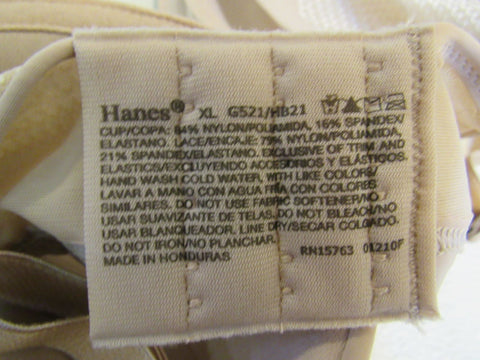 Hanes® XL G521/HB21
CUP/COPA: 84% NYLON/POLIAMIDA, 16% SPANDEX/
ELASTANO. LACE/ENCAJE: 79% NYLON/POLIAMIDA,
21% SPANDEX/ELASTANO. EXCLUSIVE OF TRIM AND
ELASTICS/EXCLUYENDO ACCESORIOS Y ELÁSTICOS.
HAND WASH COLD WATER, WITH LIKE COLORS/
LAVAR A MANO CON AGUA FRIA CON COLORES
SIMILARES. DO NOT USE FABRIC SOFTENER/NO
USAR SUAVIZANTE DE TELAS. DO NOT BLEACH/NO
USAR BLANQUEADOR. LINE DRY/SECAR COLGADO.
DO NOT IRON/NO PLANCHAR.
MADE IN HONDURAS RN15763 01210F